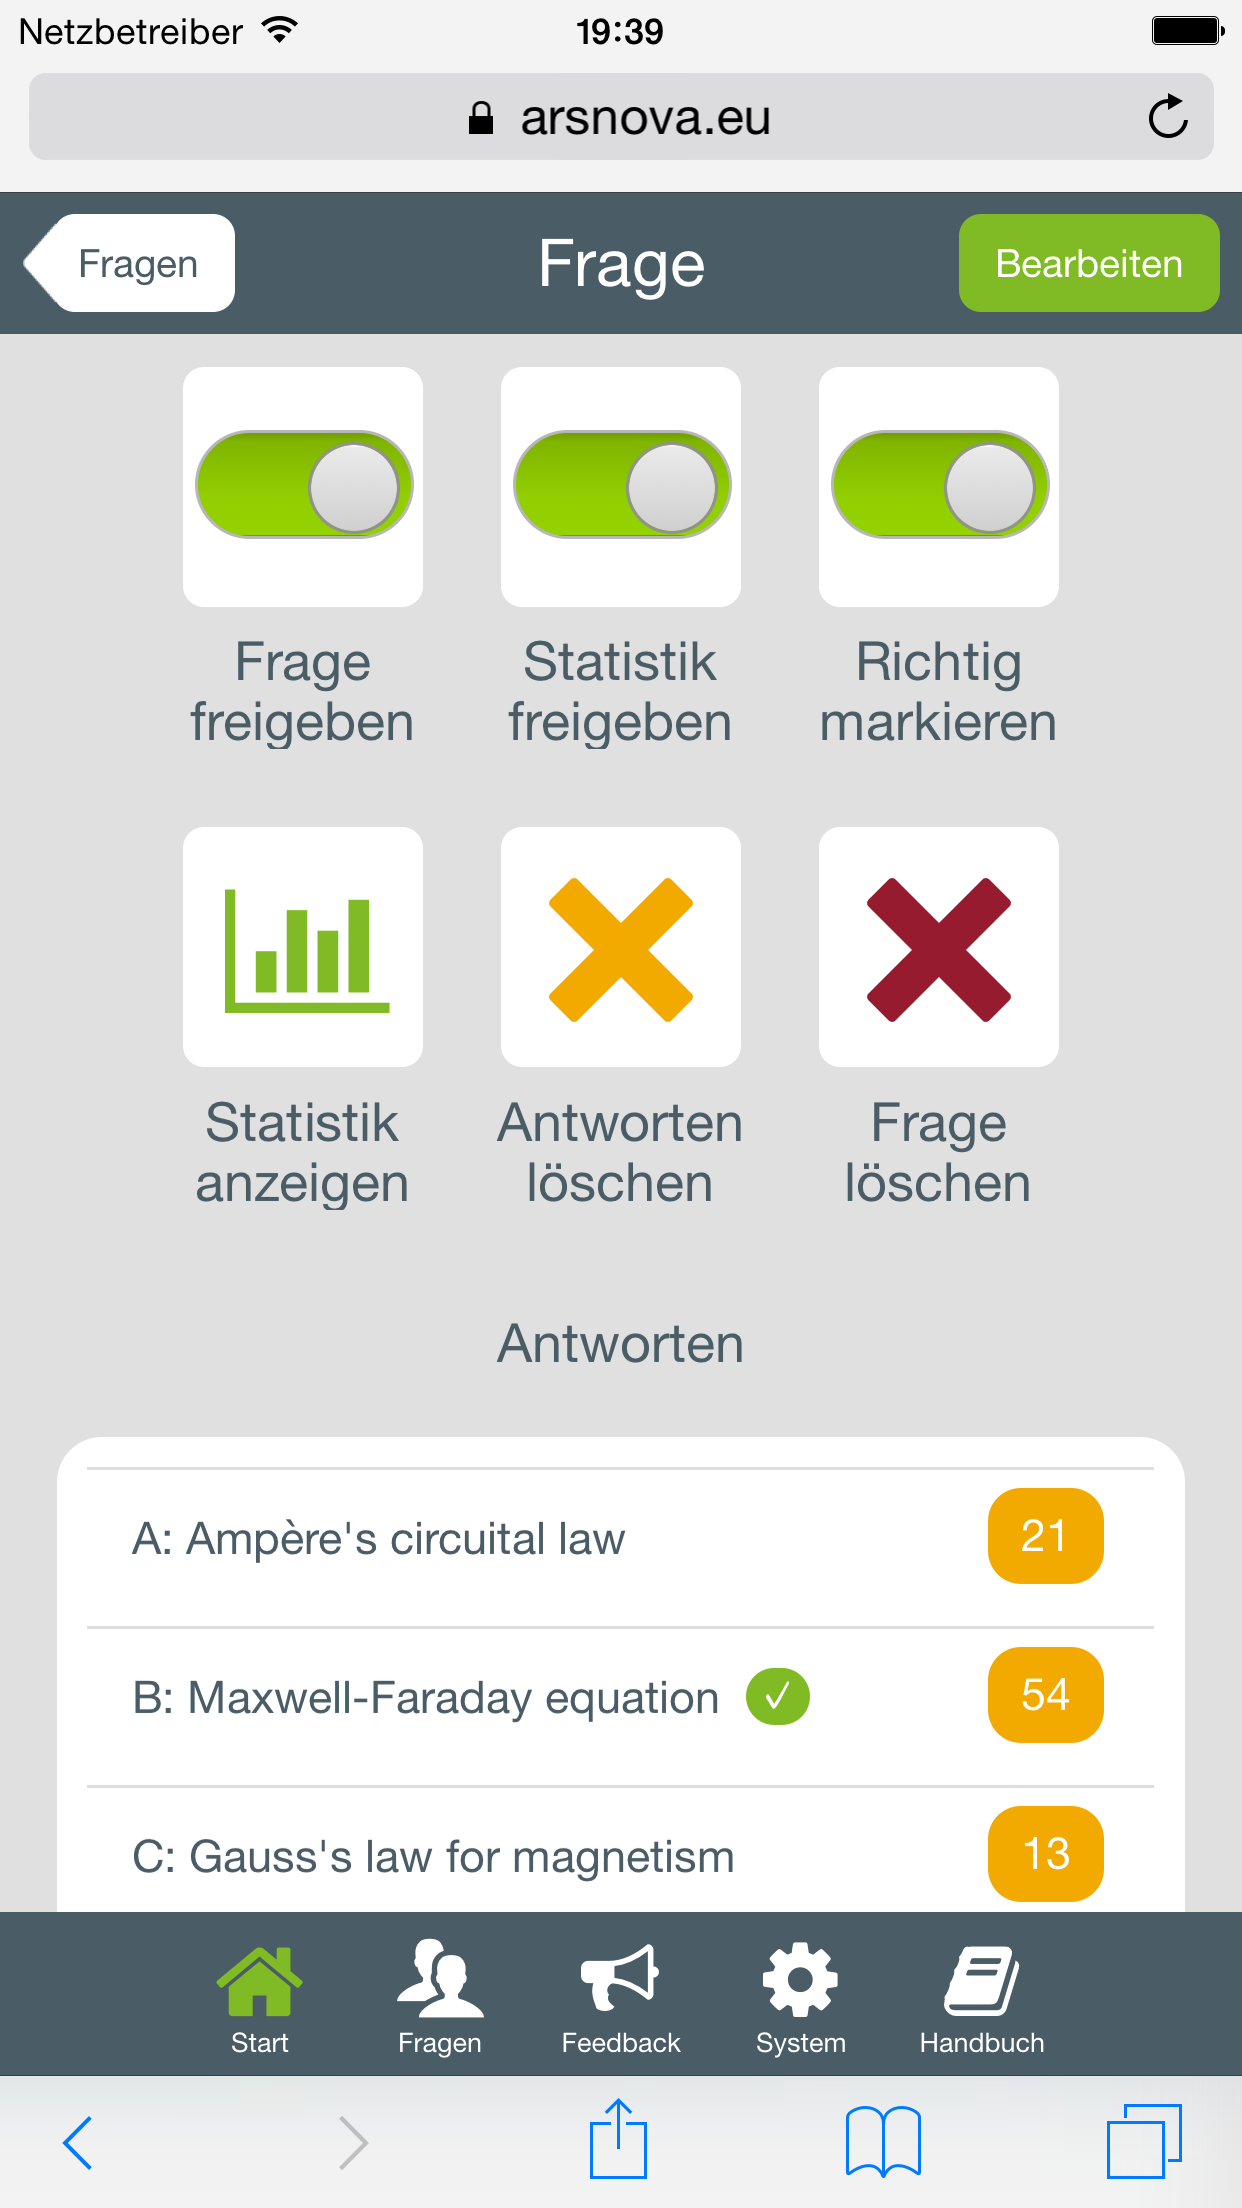 Netzbetreiber 19:39
arsnova.eu
Fragen Frage Bearbeiten
Frage freigeben
Statistik freigeben
Richtig markieren
Statistik anzeigen
Antworten löschen
Frage löschen
Antworten
A: Ampère's circuital law 21
B: Maxwell-Faraday equation ✓ 54
C: Gauss's law for magnetism 13
Start Fragen Feedback System Handbuch